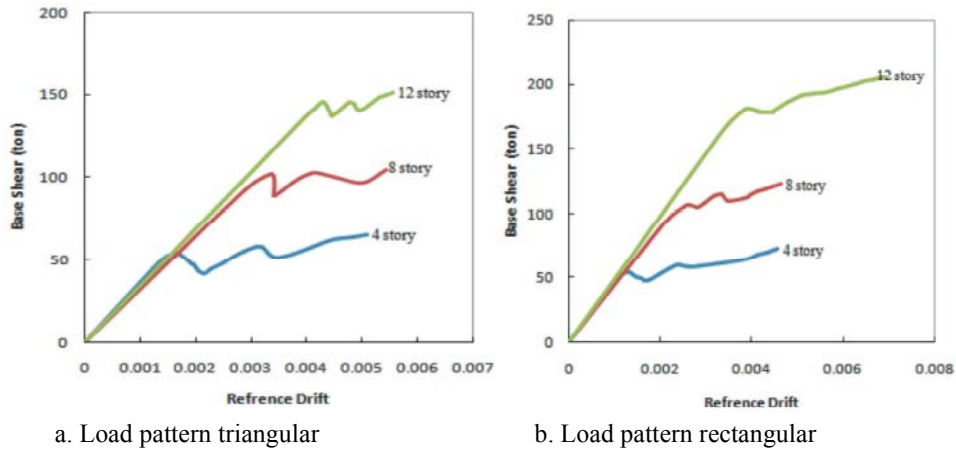 200
150
100
50
0
Base Shear (ton)
12 story
8 story
4 story
0 0.001 0.002 0.003 0.004 0.005 0.006 0.007
Refrence Drift
a. Load pattern triangular
250
200
150
100
50
0
Base Shear (ton)
12 story
8 story
4 story
0 0.002 0.004 0.006 0.008
Refrence Drift
b. Load pattern rectangular